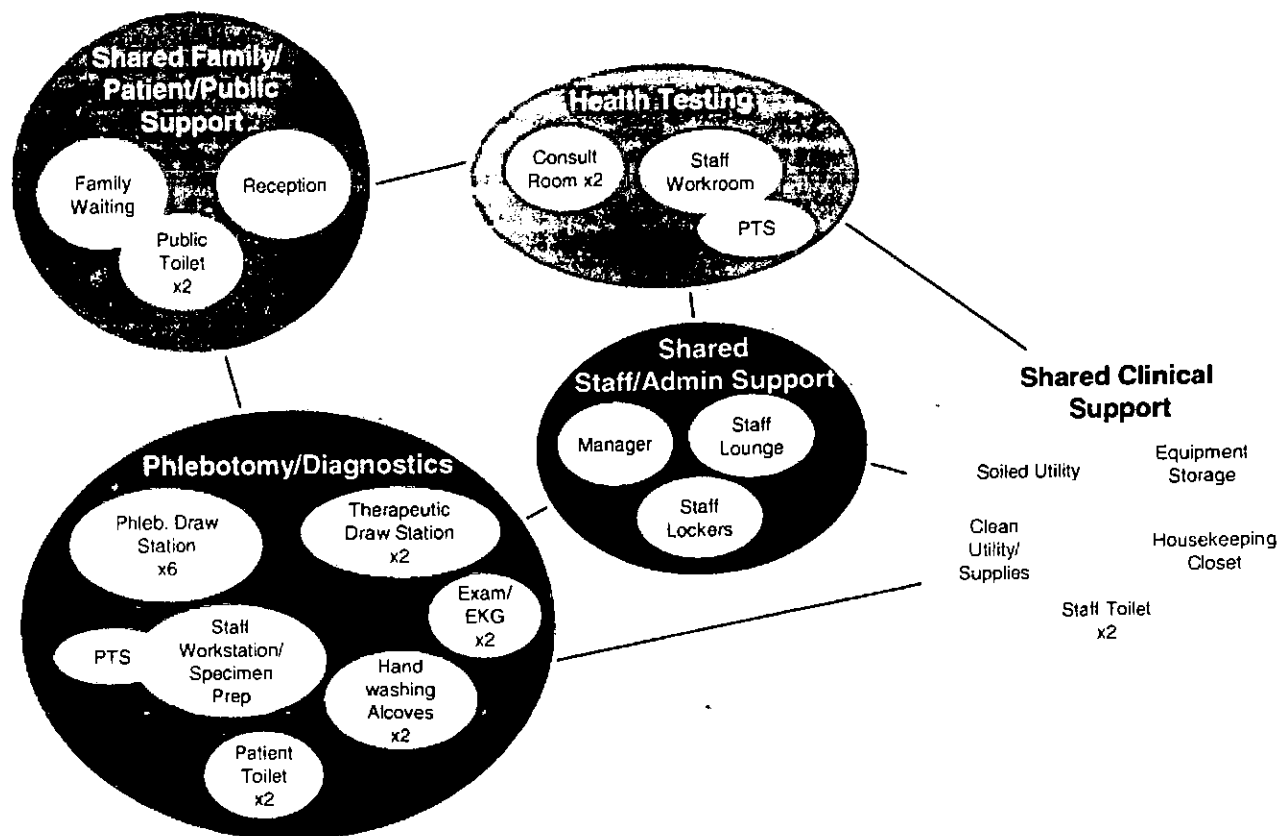 Shared Family/
Patient/Public
Support
Family
Waiting
Reception
Public
Toilet
x2
Health Testing
Consult
Room x2
Staff
Workroom
PTS
Shared
Staff/Admin Support
Manager
Staff
Lounge
Staff
Lockers
Shared Clinical
Support
Soiled Utility
Equipment
Storage
Clean
Utility/
Supplies
Housekeeping
Closet
Staff Toilet
x2
Phlebotomy/Diagnostics
Phleb. Draw
Station
x6
Therapeutic
Draw Station
x2
Exam/
EKG
x2
PTS
Staff
Workstation/
Specimen
Prep
Hand
washing
Alcoves
x2
Patient
Toilet
x2